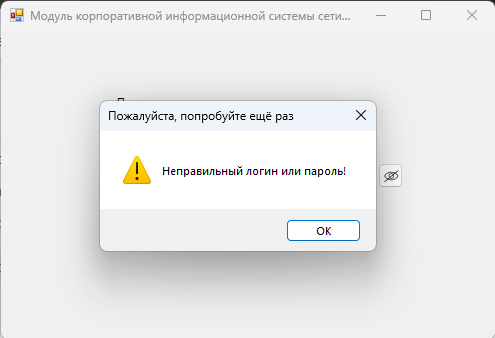 Модуль корпоративной информационной системы сети...
Пожалуйста, попробуйте ещё раз
Неправильный логин или пароль!
OK